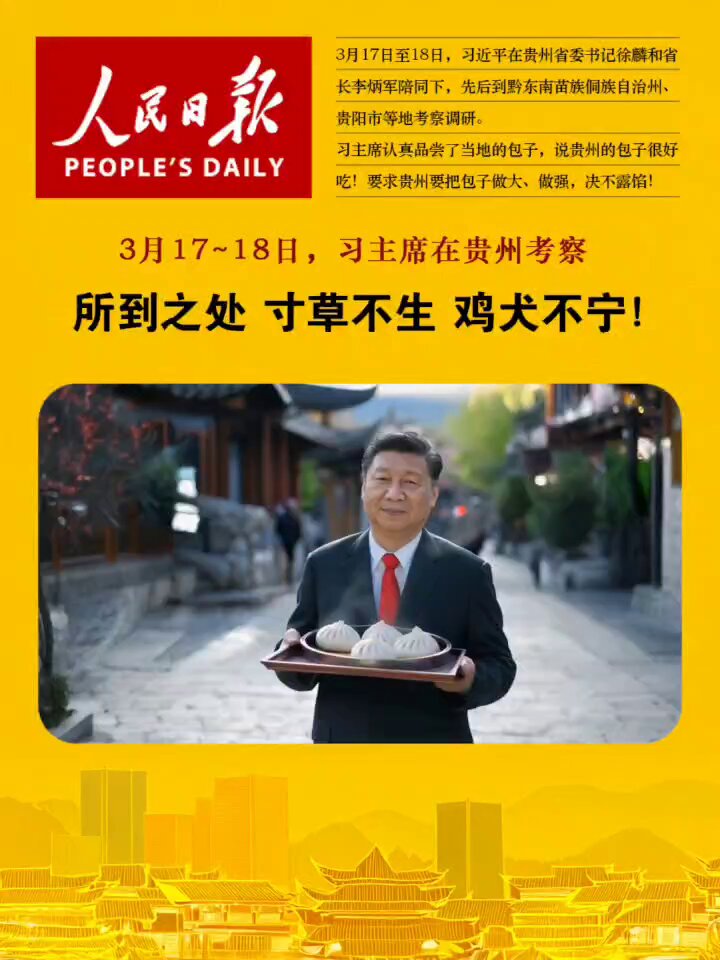 人民日报
PEOPLE'S DAILY
3月17日至18日，习近平在贵州省委书记徐麟和省
长李炳军陪同下，先后到黔东南苗族侗族自治州、
贵阳市等地考察调研。
习主席认真品尝了当地的包子，说贵州的包子很好
吃！要求贵州要把包子做大、做强，决不露馅！
3月17~18日，习主席在贵州考察
所到之处 寸草不生 鸡犬不宁！